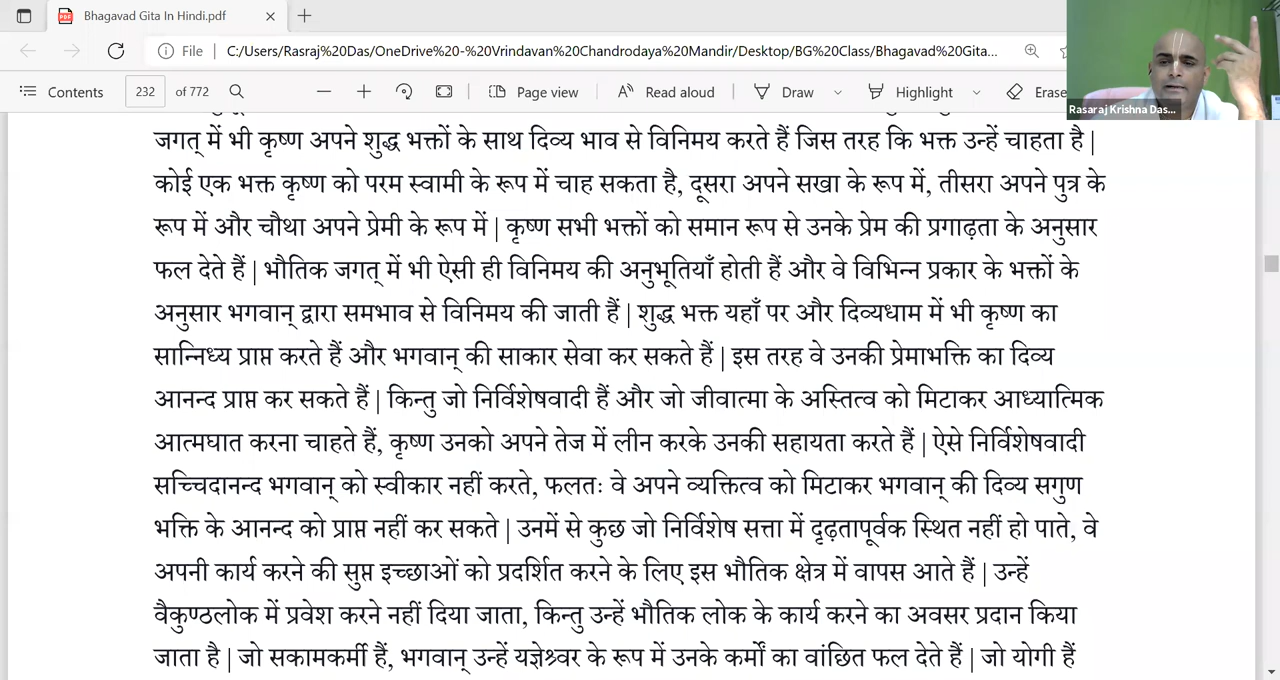 Bhagavad Gita In Hindi.pdf
File C:/Users/Rasraj%20Das/OneDrive%20-%20Vrindavan%20Chandrodaya%20Mandir/Desktop/BG%20Class/Bhagavad%20Gita...
Contents 232 of 772 Page view Read aloud Draw Highlight Erase
Rasaraj Krishna Das...
जगत् में भी कृष्ण अपने शुद्ध भक्तों के साथ दिव्य भाव से विनिमय करते हैं जिस तरह कि भक्त उन्हें चाहता है |
कोई एक भक्त कृष्ण को परम स्वामी के रूप में चाह सकता है, दूसरा अपने सखा के रूप में, तीसरा अपने पुत्र के
रूप में और चौथा अपने प्रेमी के रूप में | कृष्ण सभी भक्तों को समान रूप से उनके प्रेम की प्रगाढ़ता के अनुसार
फल देते हैं | भौतिक जगत् में भी ऐसी ही विनिमय की अनुभूतियाँ होती हैं और वे विभिन्न प्रकार के भक्तों के
अनुसार भगवान् द्वारा समभाव से विनिमय की जाती हैं | शुद्ध भक्त यहाँ पर और दिव्यधाम में भी कृष्ण का
सान्निध्य प्राप्त करते हैं और भगवान् की साकार सेवा कर सकते हैं | इस तरह वे उनकी प्रेमाभक्ति का दिव्य
आनन्द प्राप्त कर सकते हैं | किन्तु जो निर्विशेषवादी हैं और जो जीवात्मा के अस्तित्व को मिटाकर आध्यात्मिक
आत्मघात करना चाहते हैं, कृष्ण उनको अपने तेज में लीन करके उनकी सहायता करते हैं | ऐसे निर्विशेषवादी
सच्चिदानन्द भगवान् को स्वीकार नहीं करते, फलतः वे अपने व्यक्तित्व को मिटाकर भगवान् की दिव्य सगुण
भक्ति के आनन्द को प्राप्त नहीं कर सकते | उनमें से कुछ जो निर्विशेष सत्ता में दृढ़तापूर्वक स्थित नहीं हो पाते, वे
अपनी कार्य करने की सुप्त इच्छाओं को प्रदर्शित करने के लिए इस भौतिक क्षेत्र में वापस आते हैं | उन्हें
वैकुण्ठलोक में प्रवेश करने नहीं दिया जाता, किन्तु उन्हें भौतिक लोक के कार्य करने का अवसर प्रदान किया
जाता है | जो सकामकर्मी हैं, भगवान् उन्हें यज्ञेश्र्वर के रूप में उनके कर्मों का वांछित फल देते हैं | जो योगी हैं